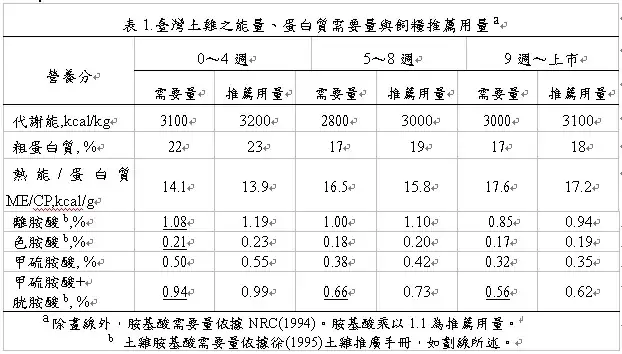 表 1.臺灣土雞之能量、蛋白質需要量與飼糧推薦用量a
營養分 0～4 週 5～8 週 9 週～上市
需要量 推薦用量 需要量 推薦用量 需要量 推薦用量
代謝能,kcal/kg 3100 3200 2800 3000 3000 3100
粗蛋白質, % 22 23 17 19 17 18
熱能/蛋白質
ME/CP,kcal/g 14.1 13.9 16.5 15.8 17.6 17.2
離胺酸b,% 1.08 1.19 1.00 1.10 0.85 0.94
色胺酸b,% 0.21 0.23 0.18 0.20 0.17 0.19
甲硫胺酸, % 0.50 0.55 0.38 0.42 0.32 0.35
甲硫胺酸+
胱胺酸b, % 0.94 0.99 0.66 0.73 0.56 0.62
a 除畫線外，胺基酸需要量依據 NRC(1994)。胺基酸乘以 1.1 為推薦用量。
b 土雞胺基酸需要量依據徐(1995)土雞推廣手冊，如劃線所述。